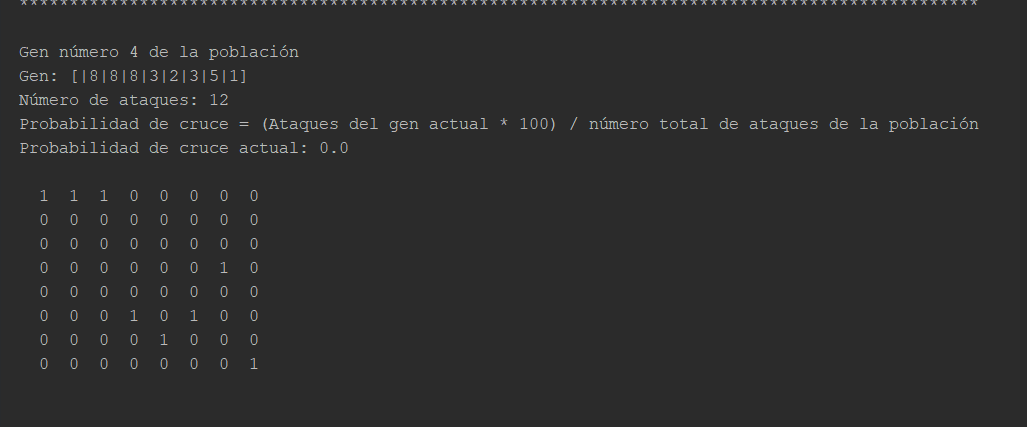 ************************************************************************************************
Gen número 4 de la población
Gen: [|8|8|8|3|2|3|5|1]
Número de ataques: 12
Probabilidad de cruce = (Ataques del gen actual * 100) / número total de ataques de la población
Probabilidad de cruce actual: 0.0
1 1 1 0 0 0 0 0
0 0 0 0 0 0 0 0
0 0 0 0 0 0 0 0
0 0 0 0 0 0 1 0
0 0 0 0 0 0 0 0
0 0 0 1 0 1 0 0
0 0 0 0 1 0 0 0
0 0 0 0 0 0 0 1